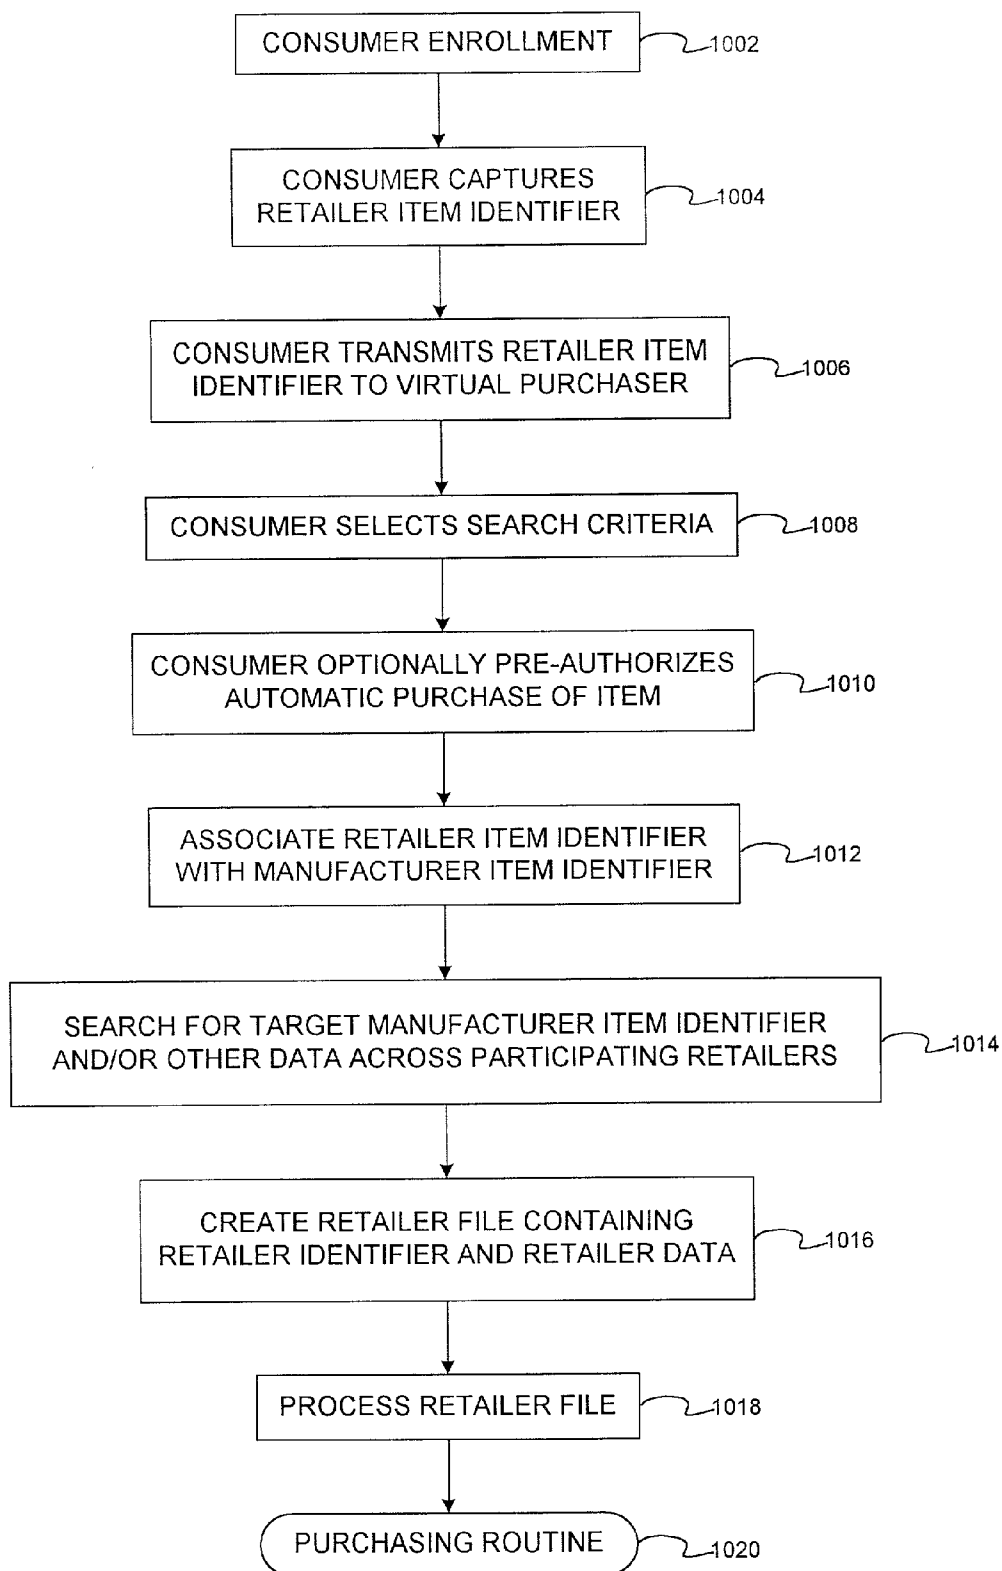 CONSUMER ENROLLMENT
1002
CONSUMER CAPTURES
RETAILER ITEM IDENTIFIER
1004
CONSUMER TRANSMITS RETAILER ITEM
IDENTIFIER TO VIRTUAL PURCHASER
1006
CONSUMER SELECTS SEARCH CRITERIA
1008
CONSUMER OPTIONALLY PRE-AUTHORIZES
AUTOMATIC PURCHASE OF ITEM
1010
ASSOCIATE RETAILER ITEM IDENTIFIER
WITH MANUFACTURER ITEM IDENTIFIER
1012
SEARCH FOR TARGET MANUFACTURER ITEM IDENTIFIER
AND/OR OTHER DATA ACROSS PARTICIPATING RETAILERS
1014
CREATE RETAILER FILE CONTAINING
RETAILER IDENTIFIER AND RETAILER DATA
1016
PROCESS RETAILER FILE
1018
PURCHASING ROUTINE
1020